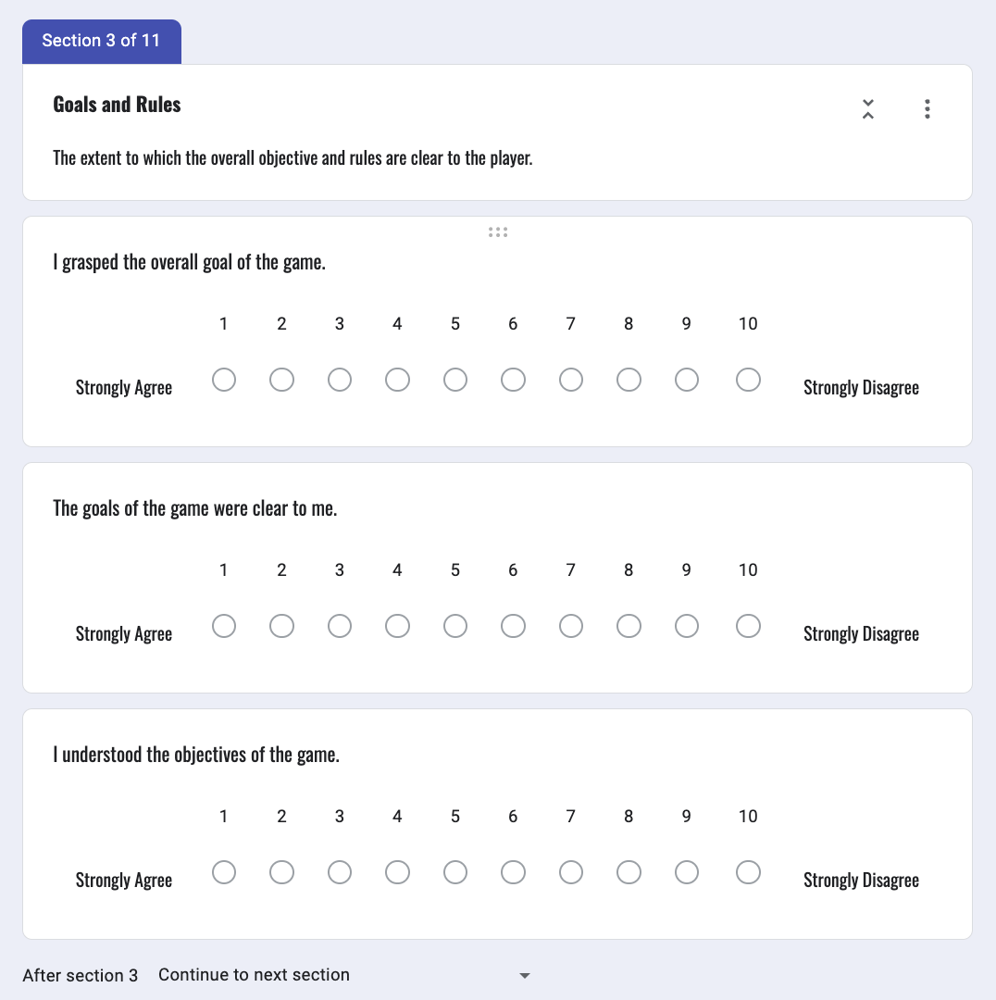 Section 3 of 11
Goals and Rules
The extent to which the overall objective and rules are clear to the player.
I grasped the overall goal of the game.
1 2 3 4 5 6 7 8 9 10
Strongly Agree Strongly Disagree
The goals of the game were clear to me.
1 2 3 4 5 6 7 8 9 10
Strongly Agree Strongly Disagree
I understood the objectives of the game.
1 2 3 4 5 6 7 8 9 10
Strongly Agree Strongly Disagree
After section 3 Continue to next section